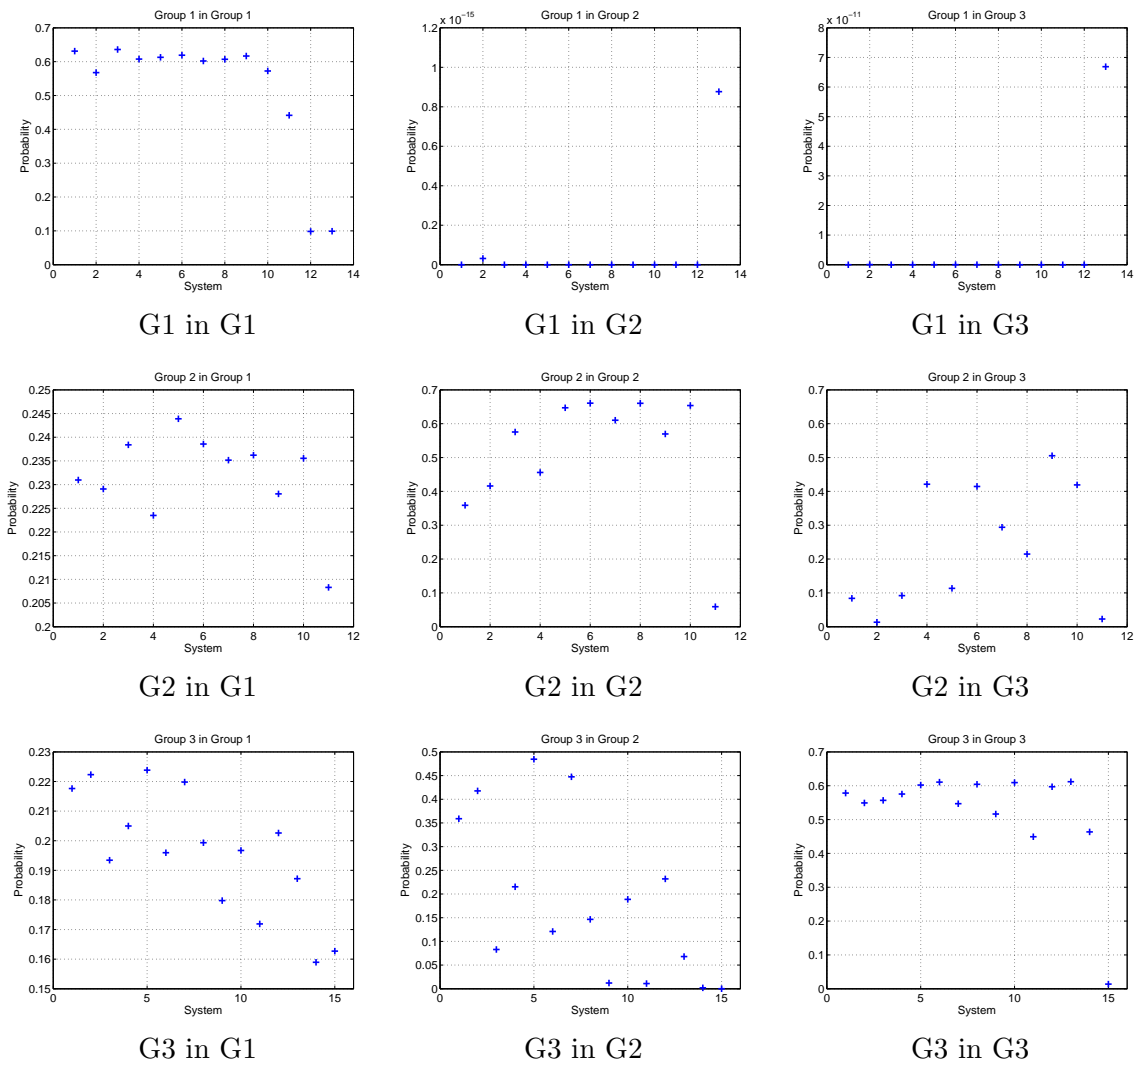 Group 1 in Group 1
0.7
0.6
0.5
0.4
0.3
0.2
0.1
0
0 2 4 6 8 10 12 14
Probability
System
G1 in G1
Group 1 in Group 2
x 10^-15
1.2
1
0.8
0.6
0.4
0.2
0
0 2 4 6 8 10 12 14
Probability
System
G1 in G2
Group 1 in Group 3
x 10^-11
8
7
6
5
4
3
2
1
0
0 2 4 6 8 10 12 14
Probability
System
G1 in G3
Group 2 in Group 1
0.25
0.245
0.24
0.235
0.23
0.225
0.22
0.215
0.21
0.205
0.2
0 2 4 6 8 10 12
Probability
System
G2 in G1
Group 2 in Group 2
0.7
0.6
0.5
0.4
0.3
0.2
0.1
0
0 2 4 6 8 10 12
Probability
System
G2 in G2
Group 2 in Group 3
0.7
0.6
0.5
0.4
0.3
0.2
0.1
0
0 2 4 6 8 10 12
Probability
System
G2 in G3
Group 3 in Group 1
0.23
0.22
0.21
0.2
0.19
0.18
0.17
0.16
0.15
0 5 10 15
Probability
System
G3 in G1
Group 3 in Group 2
0.5
0.45
0.4
0.35
0.3
0.25
0.2
0.15
0.1
0.05
0
0 5 10 15
Probability
System
G3 in G2
Group 3 in Group 3
0.7
0.6
0.5
0.4
0.3
0.2
0.1
0
0 5 10 15
Probability
System
G3 in G3